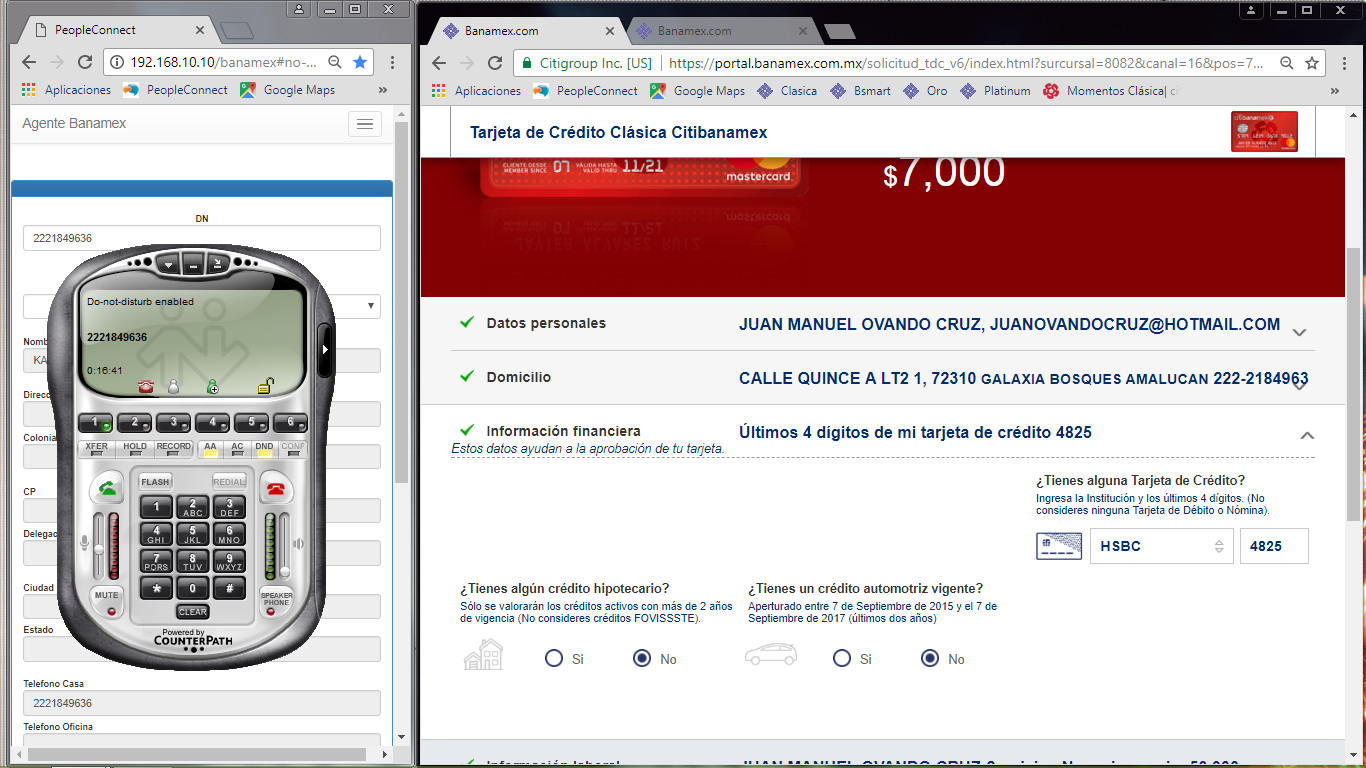 PeopleConnect
192.168.10.10/banamex#no-...
Aplicaciones
PeopleConnect
Google Maps
»
Agente Banamex
DN
2221849636
Nomb
KA
Direcc
Colonia
CP
Delegac
Ciudad
Estado
Telefono Casa
2221849636
Telefono Oficina
Do-not-disturb enabled
2221849636
0:16:41
1 2 3 4 5 6
XFER HOLD RECORD AA AC DND CONF
FLASH REDIAL
1 2 ABC 3 DEF
4 GHI 5 JKL 6 MNO
7 PQRS 8 TUV 9 WXYZ
* 0 #
MUTE
CLEAR
SPEAKER PHONE
Powered by
COUNTERPATH
Banamex.com
Banamex.com
Citigroup Inc. [US] | https://portal.banamex.com.mx/solicitud_tdc_v6/index.html?surcursal=8082&canal=16&pos=7...
Aplicaciones
PeopleConnect
Google Maps
Clasica
Bsmart
Oro
Platinum
Momentos Clásica| cit
»
Tarjeta de Crédito Clásica Citibanamex
CLIENTE DESDE
MEMBER SINCE
07
VÁLIDA HASTA
VALID THRU
11/21
mastercard
JAVIER ALVAREZ RUIZ
$7,000
Datos personales
JUAN MANUEL OVANDO CRUZ, JUANOVANDOCRUZ@HOTMAIL.COM
Domicilio
CALLE QUINCE A LT2 1, 72310 GALAXIA BOSQUES AMALUCAN 222-2184963
Información financiera
Últimos 4 dígitos de mi tarjeta de crédito 4825
Estos datos ayudan a la aprobación de tu tarjeta.
¿Tienes alguna Tarjeta de Crédito?
Ingresa la Institución y los últimos 4 dígitos. (No
consideres ninguna Tarjeta de Débito o Nómina).
HSBC
4825
¿Tienes algún crédito hipotecario?
Sólo se valorarán los créditos activos con más de 2 años
de vigencia (No consideres créditos FOVISSSTE).
Si
No
¿Tienes un crédito automotriz vigente?
Aperturado entre 7 de Septiembre de 2015 y el 7 de
Septiembre de 2017 (últimos dos años)
Si
No